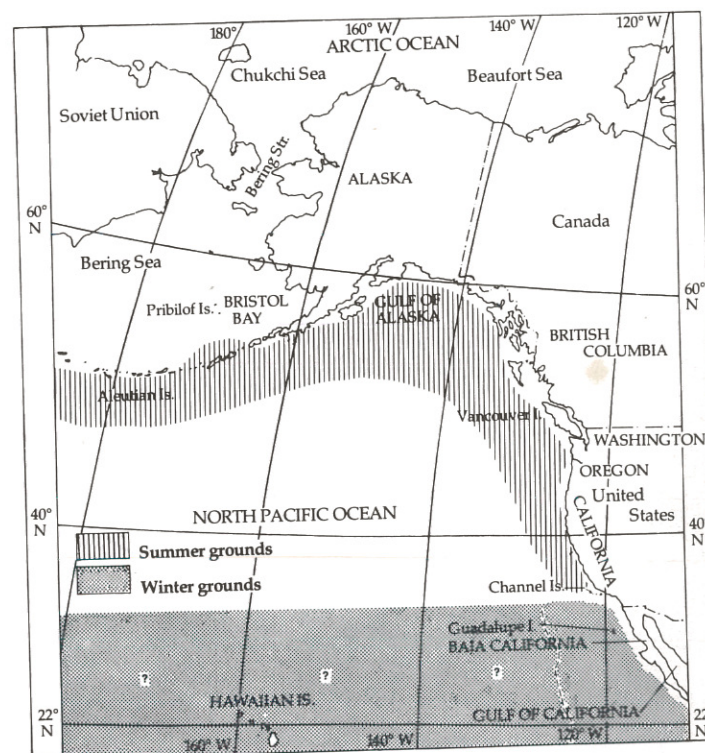 180°
160° W
140° W
120° W
ARCTIC OCEAN
Chukchi Sea
Beaufort Sea
Soviet Union
Bering Str.
ALASKA
60°
N
Canada
Bering Sea
Pribilof Is.
BRISTOL
BAY
GULF OF
ALASKA
60°
N
BRITISH
COLUMBIA
Aleutian Is.
Vancouver I.
WASHINGTON
OREGON
CALIFORNIA
United
States
40°
N
NORTH PACIFIC OCEAN
40°
N
Summer grounds
Channel Is.
Winter grounds
Guadalupe I.
BAJA CALIFORNIA
?
?
?
HAWAIIAN IS.
GULF OF CALIFORNIA
22°
N
22
N
160° W
140° W
120° W